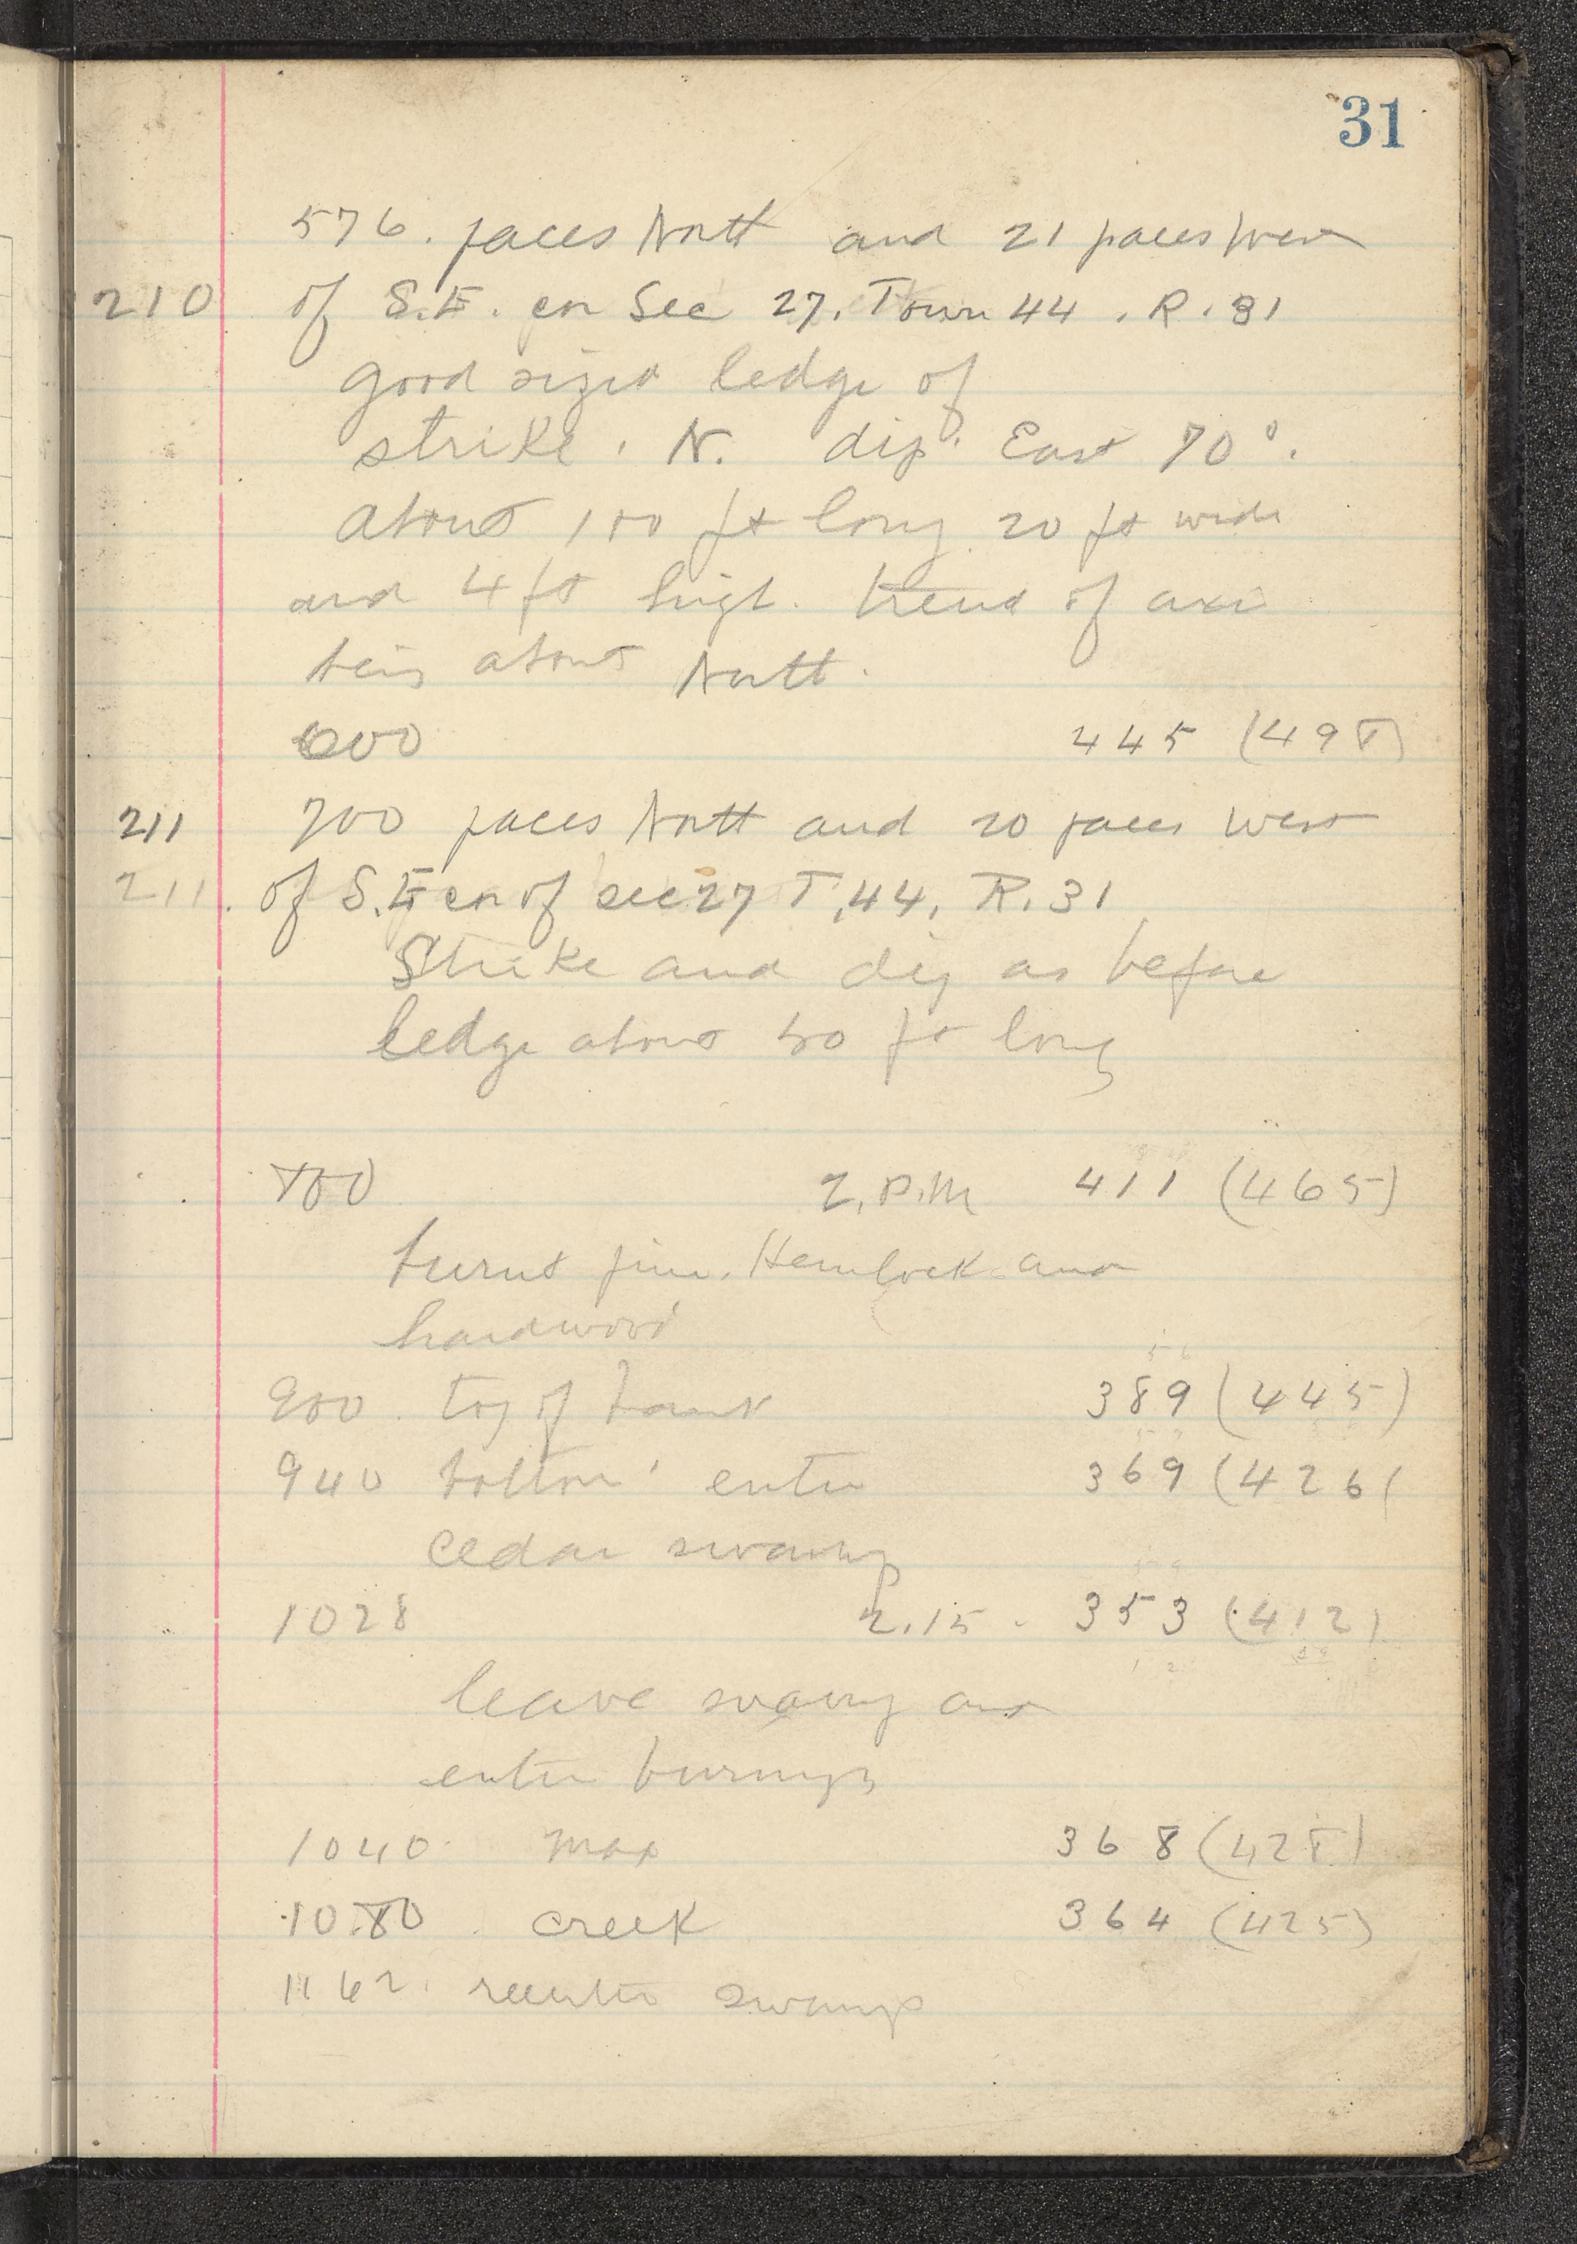 31
576. paces North and 21 paces West
210 of S.E. cor Sec 27. Town 44. R. 31
good sized ledge of
strike. N. dip. East 70°.
about 100 ft long 20 ft wide
and 4 ft high. trend of axis
being about North.
600 445 (498)
211 700 paces North and 20 paces West
211. of S.E cor of sec 27 T.44, R. 31
Strike and dip as before
ledge about 50 ft long
800 2. P.M 411 (465)
burnt pine. Hemlock and
hardwood
900. top of bank 389 (445)
940 bottom enter 369 (426)
cedar swamp
1028 2.15. 353 (412)
leave swamp and
enter burnings
1040 max 368 (428)
1080. creek 364 (425)
1162. reenter swamp